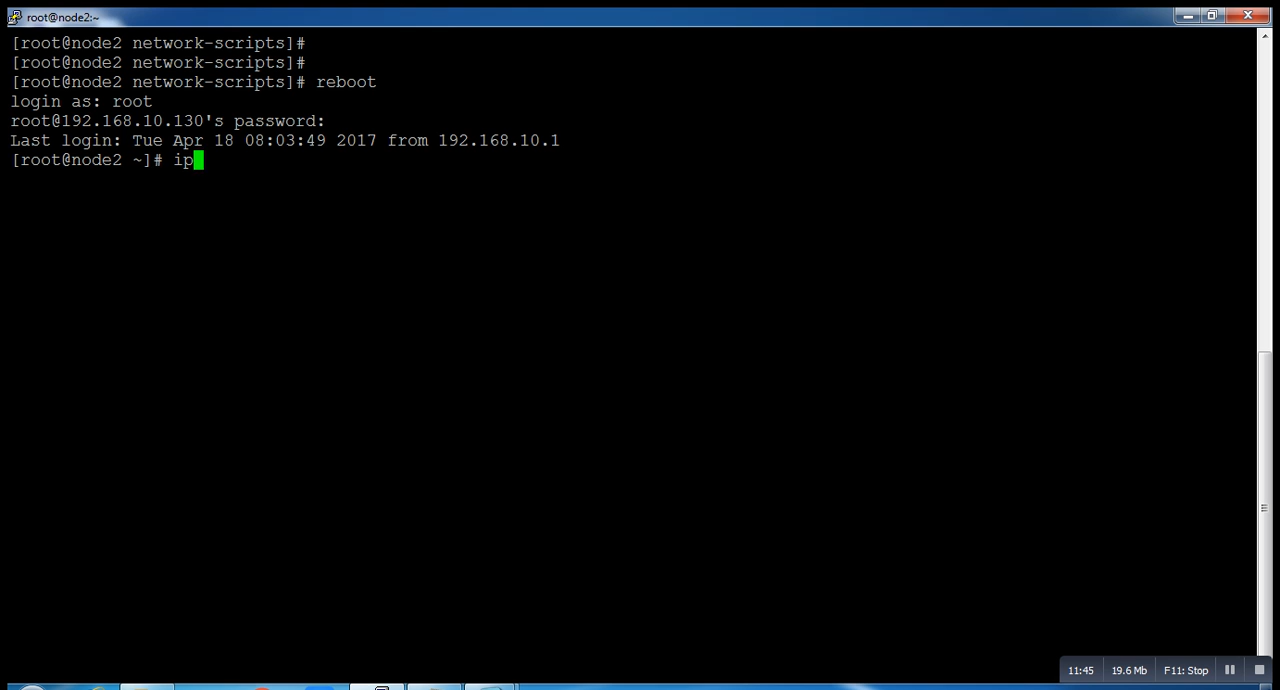 root@node2:~
[root@node2 network-scripts]#
[root@node2 network-scripts]#
[root@node2 network-scripts]# reboot
login as: root
root@192.168.10.130's password:
Last login: Tue Apr 18 08:03:49 2017 from 192.168.10.1
[root@node2 ~]# ip
11:45 19.6 Mb F11: Stop